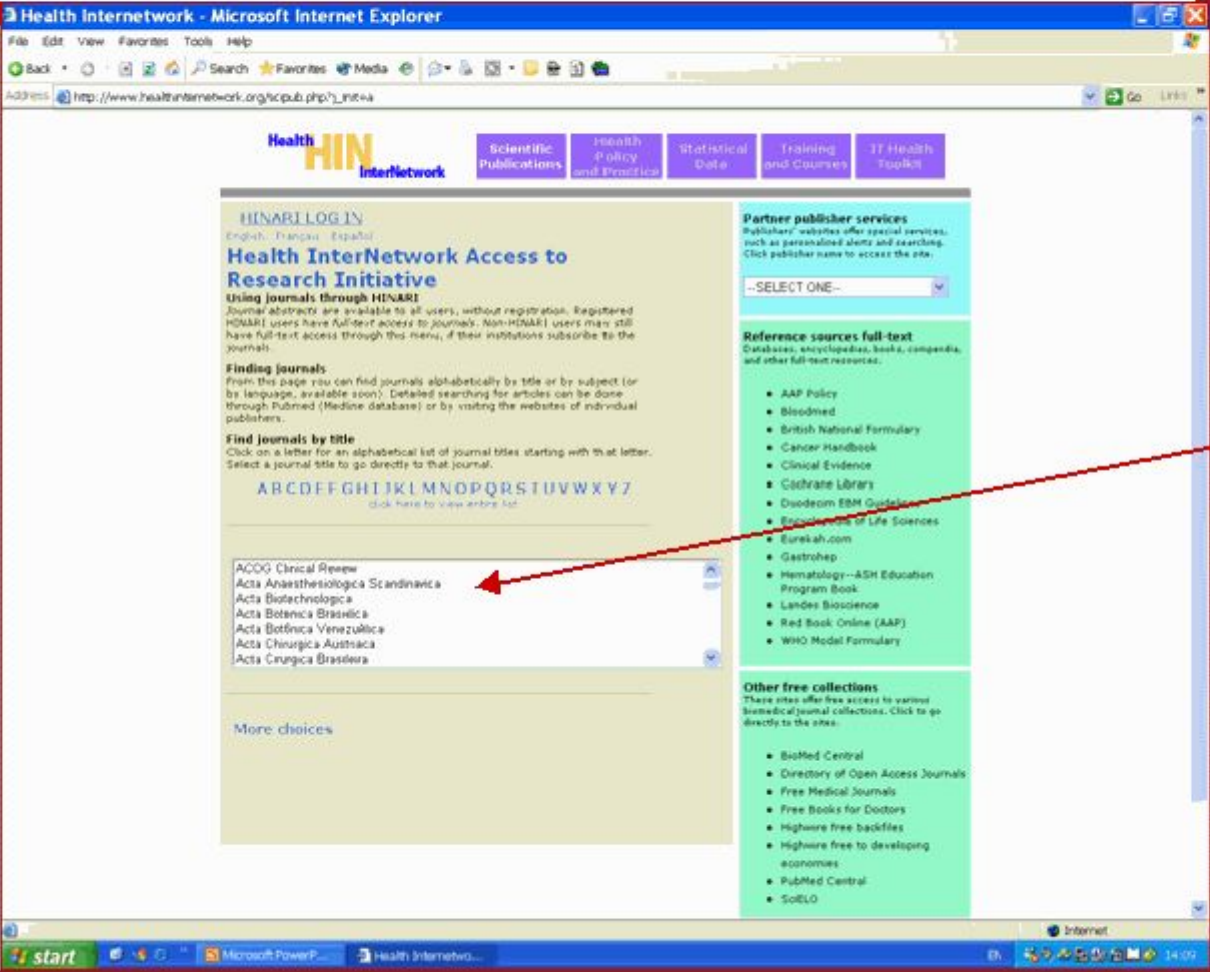 Health Internetwork - Microsoft Internet Explorer
File Edit View Favorites Tools Help
Back Search Favorites Media
Address http://www.healthinternetwork.org/scipub.php?j_init=a Go Links
Health HIN InterNetwork
Scientific Publications
Health Policy and Practice
Statistical Data
Training and Courses
IT Health Toolkit
HINARI LOG IN
English Français Español
Health InterNetwork Access to
Research Initiative
Using journals through HINARI
Journal abstracts are available to all users, without registration. Registered
HINARI users have full-text access to journals. Non-HINARI users may still
have full-text access through this menu, if their institutions subscribe to the
journals.
Finding journals
From this page you can find journals alphabetically by title or by subject (or
by language, available soon). Detailed searching for articles can be done
through Pubmed (Medline database) or by visiting the websites of individual
publishers.
Find journals by title
Click on a letter for an alphabetical list of journal titles starting with that letter.
Select a journal title to go directly to that journal.
A B C D E F G H I J K L M N O P Q R S T U V W X Y Z
click here to view entire list
ACOG Clinical Review
Acta Anaesthesiologica Scandinavica
Acta Biotechnologica
Acta Botanica Brasilica
Acta Venezuelica
Acta Chirurgica Austriaca
Acta Cirurgica Brasileira
More choices
Partner publisher services
Publishers' websites offer special services,
such as personalized alerts and searching.
Click publisher name to access the site.
--SELECT ONE--
Reference sources full-text
Databases, encyclopedias, books, compendia,
and other full-text resources.
AAP Policy
Bloodmed
British National Formulary
Cancer Handbook
Clinical Evidence
Cochrane Library
Duodecim EBM Guidelines
Encyclopedia of Life Sciences
Eurekah.com
Gastrohep
Hematology--ASH Education
Program Book
Landes Bioscience
Red Book Online (AAP)
WHO Model Formulary
Other free collections
These sites offer free access to various
biomedical journal collections. Click to go
directly to the sites.
BioMed Central
Directory of Open Access Journals
Free Medical Journals
Free Books for Doctors
Highwire free backfiles
Highwire free to developing
economies
PubMed Central
SciELO
Internet
start Microsoft PowerP... Health Internetwo... EN 14:09